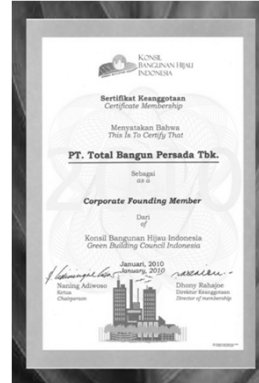 KONSIL
BANGUNAN HIJAU
INDONESIA
Sertifikat Keanggotaan
Certificate Membership
Menyatakan Bahwa
This Is To Certify That
PT. Total Bangun Persada Tbk.
Sebagai
as a
Corporate Founding Member
Dari
of
Konsil Bangunan Hijau Indonesia
Green Building Council Indonesia
Januari, 2010
January, 2010
Naning Adiwoso
Ketua
Chairperson
Dhony Rahajoe
Direktur Keanggotaan
Director of membership